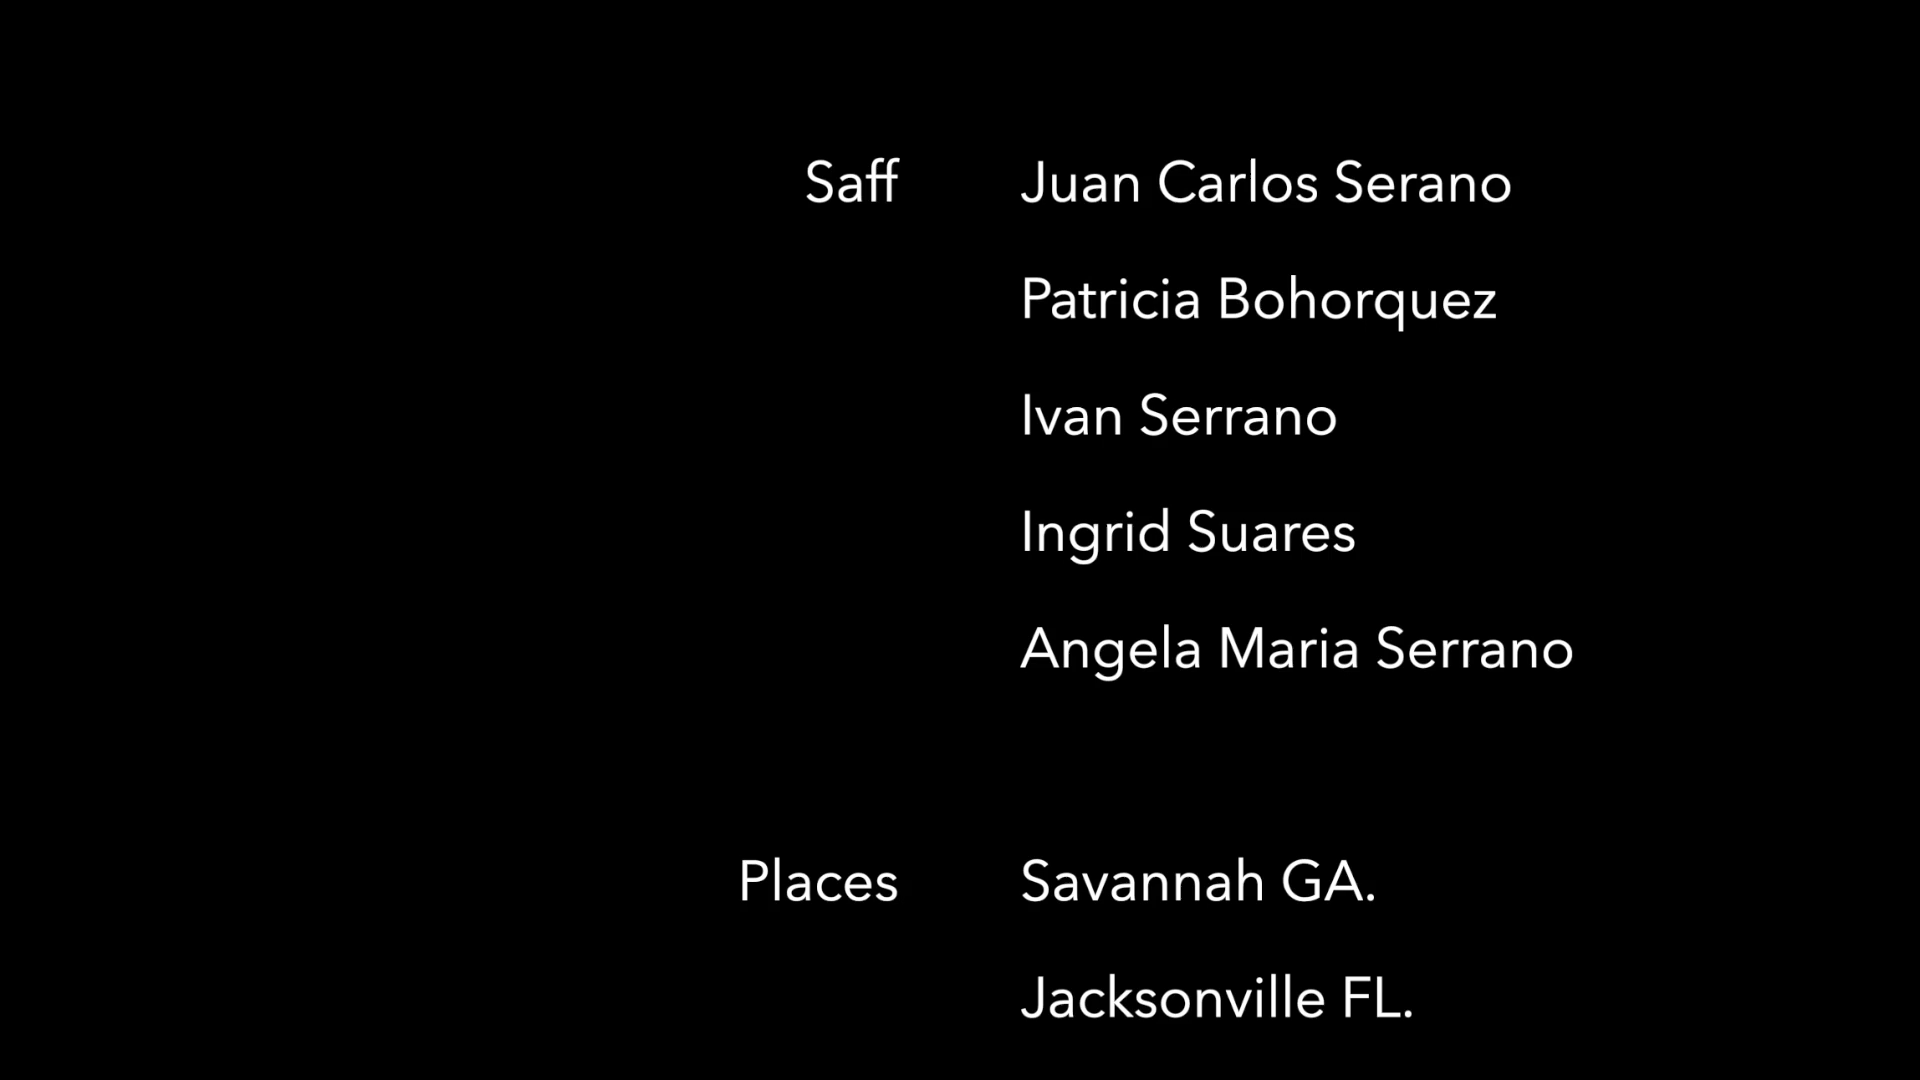 Saff Juan Carlos Serano
Patricia Bohorquez
Ivan Serrano
Ingrid Suares
Angela Maria Serrano
Places Savannah GA.
Jacksonville FL.